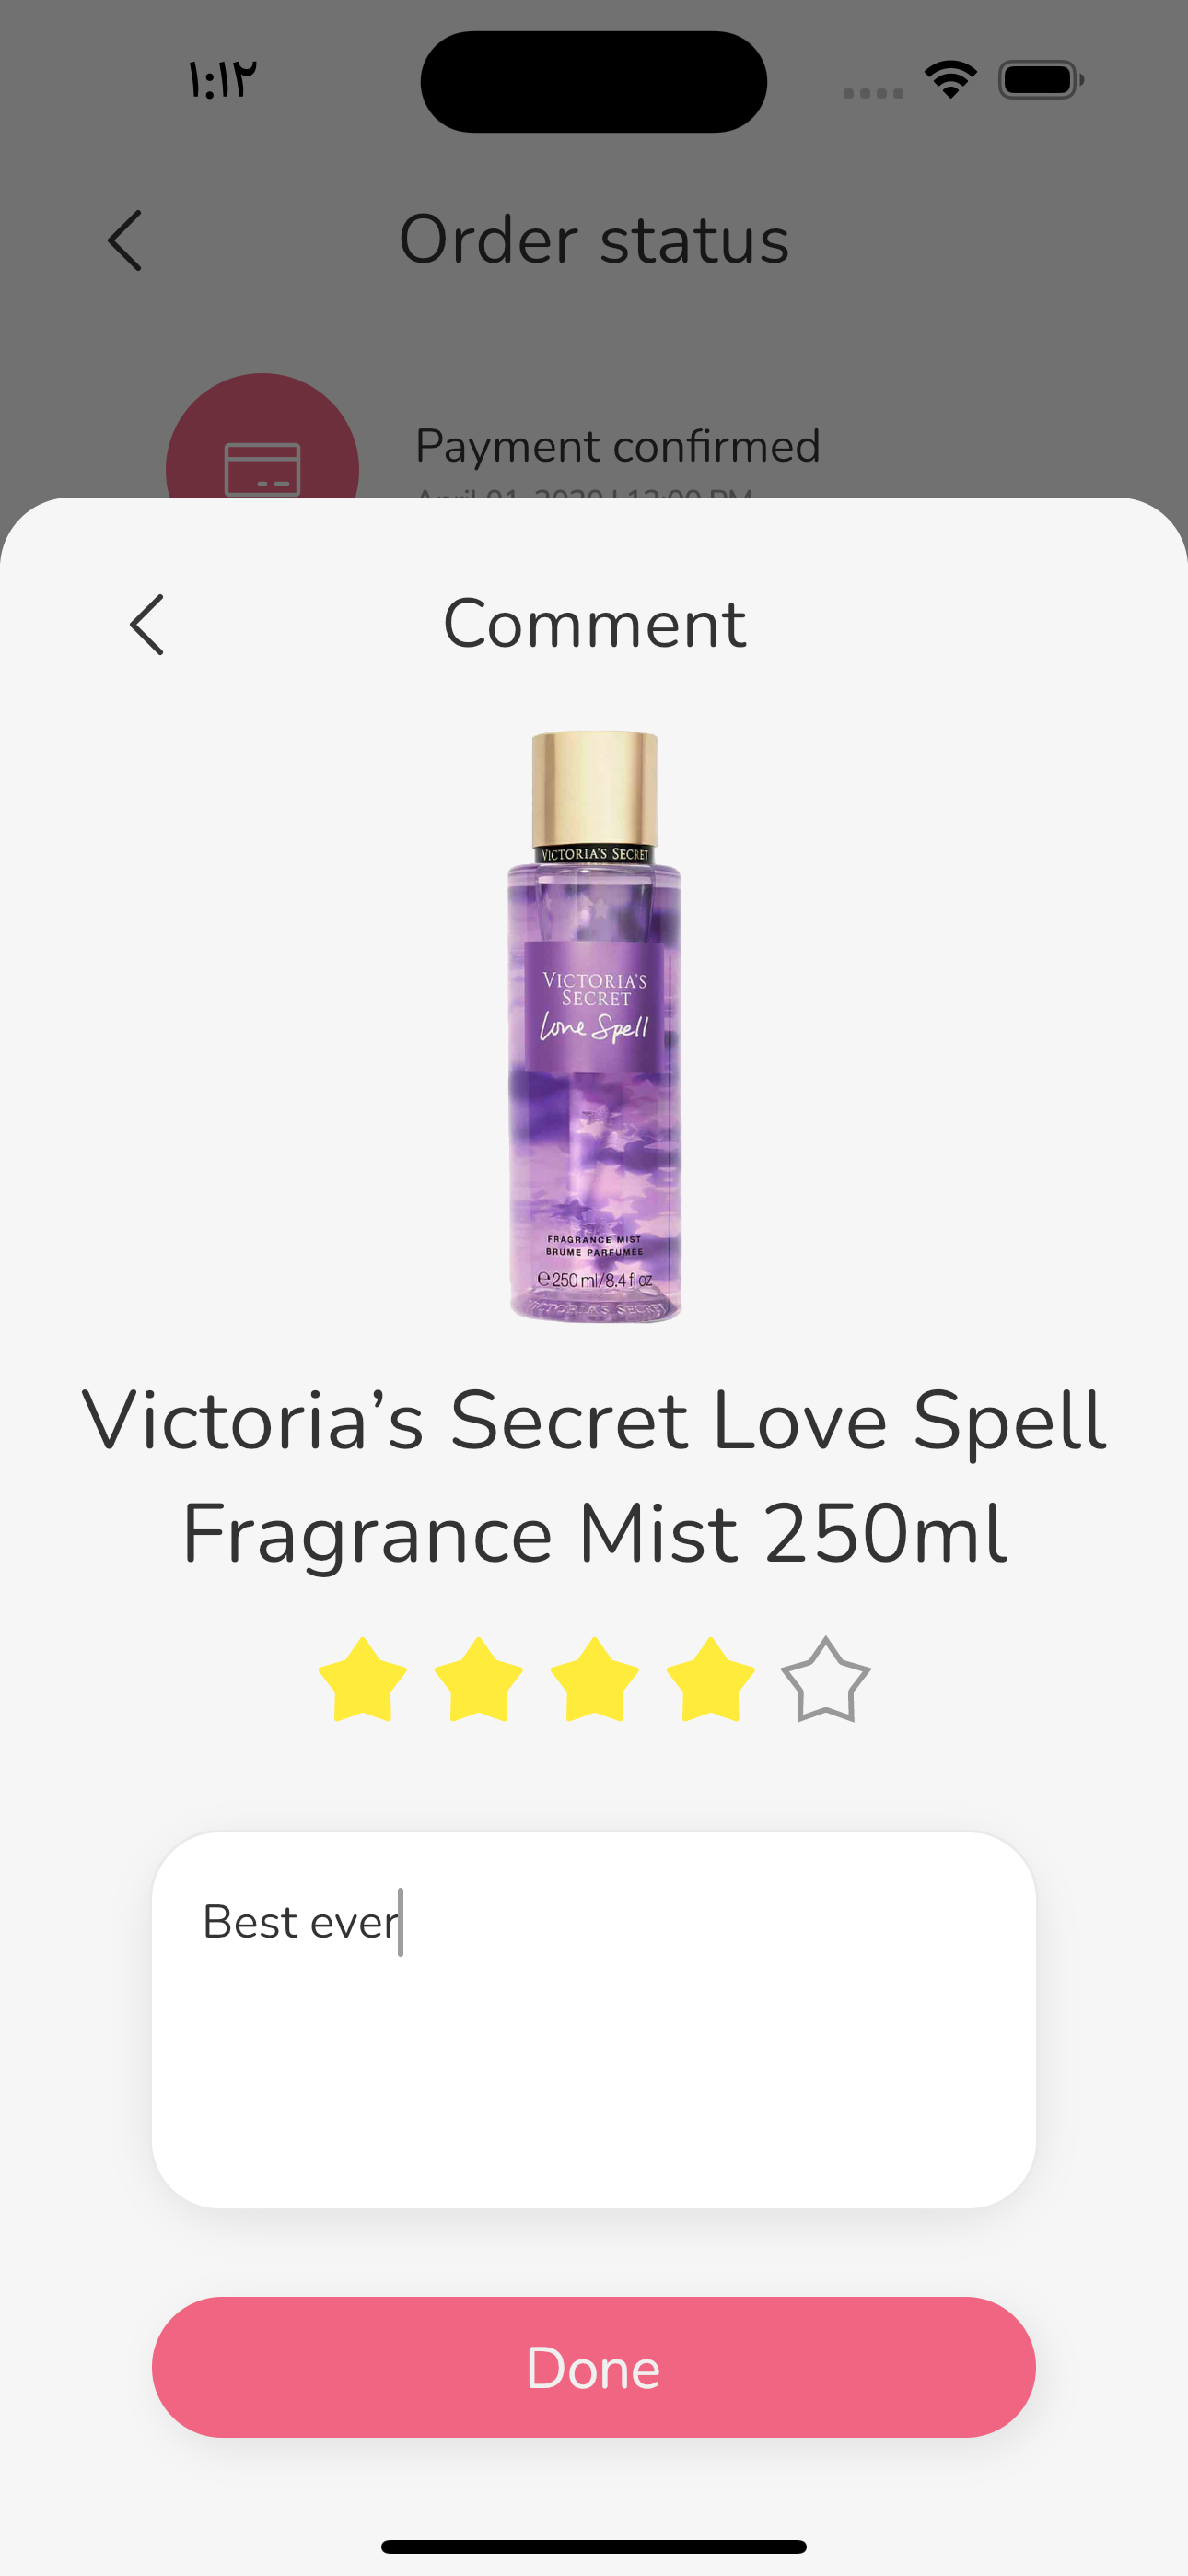 ۱:۱۲
Order status
Payment confirmed
Comment
VICTORIA'S SECRET
VICTORIA'S
SECRET
Love Spell
FRAGRANCE MIST
BRUME PARFUMÉE
℮ 250 ml/8.4 fl oz
VICTORIA'S SECRET
Victoria’s Secret Love Spell
Fragrance Mist 250ml
Best ever
Done